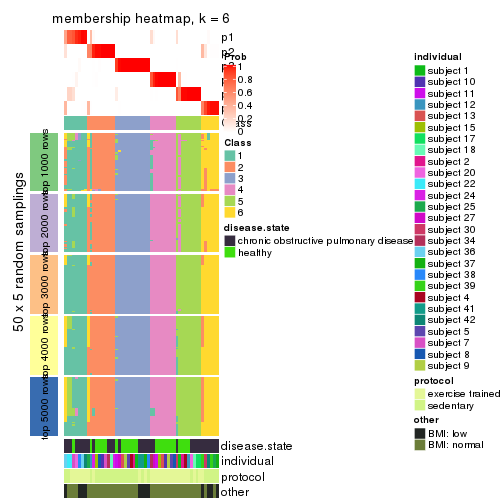 membership heatmap, k = 6
p1
p2
Prob
1
0.8
0.6
0.4
0.2
0
Class
1
2
3
4
5
6
disease.state
chronic obstructive pulmonary disease
healthy
50 x 5 random samplings
top 1000 rows
top 2000 rows
top 3000 rows
top 4000 rows
top 5000 rows
disease.state
individual
protocol
other
individual
subject 1
subject 10
subject 11
subject 12
subject 13
subject 15
subject 17
subject 18
subject 2
subject 20
subject 22
subject 24
subject 25
subject 27
subject 30
subject 34
subject 36
subject 37
subject 38
subject 39
subject 4
subject 41
subject 42
subject 5
subject 7
subject 8
subject 9
protocol
exercise trained
sedentary
other
BMI: low
BMI: normal